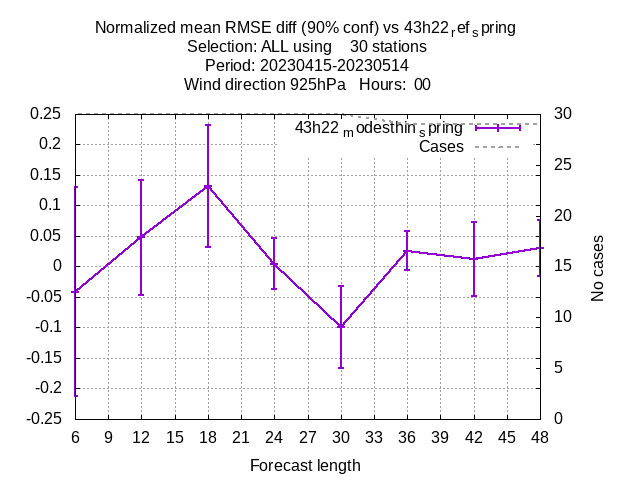 Normalized mean RMSE diff (90% conf) vs 43h22ref spring
Selection: ALL using 30 stations
Period: 20230415-20230514
Wind direction 925hPa Hours: 00
43h22modesthinspring
Cases
0.25
0.2
0.15
0.1
0.05
0
-0.05
-0.1
-0.15
-0.2
-0.25
30
25
20
15
10
5
0
No cases
6 9 12 15 18 21 24 27 30 33 36 39 42 45 48
Forecast length